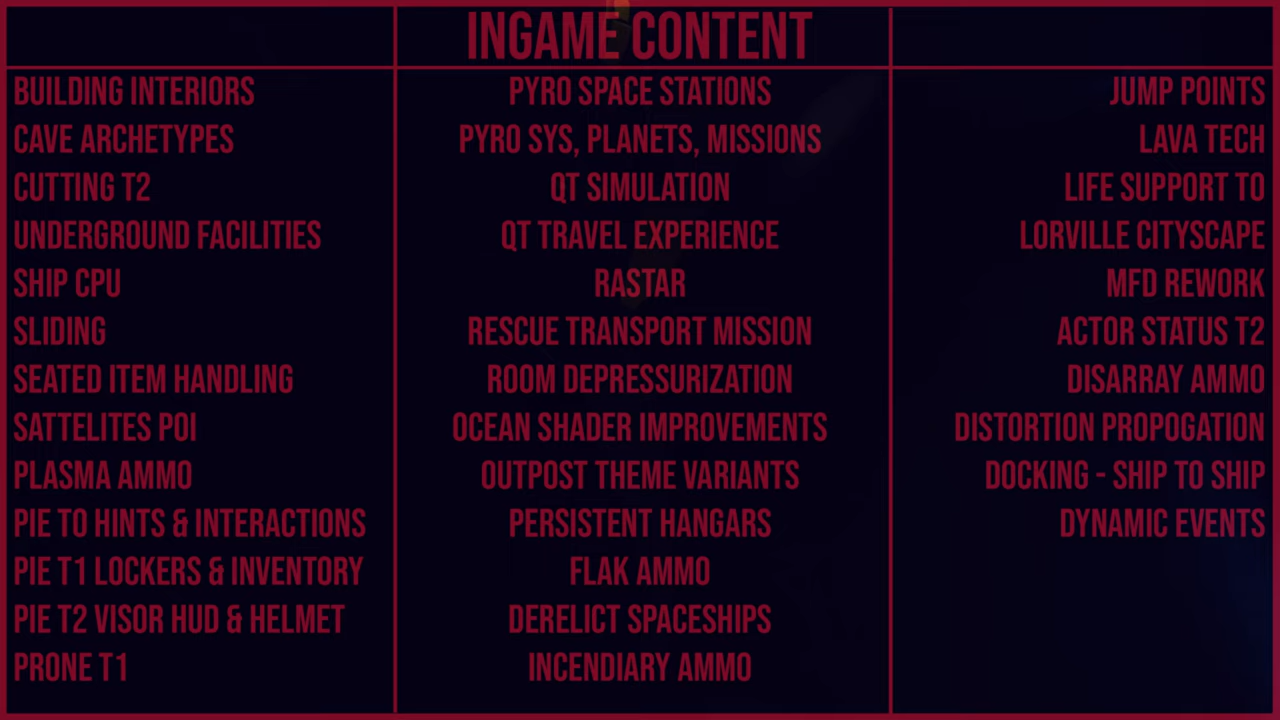 INGAME CONTENT
BUILDING INTERIORS
CAVE ARCHETYPES
CUTTING T2
UNDERGROUND FACILITIES
SHIP CPU
SLIDING
SEATED ITEM HANDLING
SATTELITES POI
PLASMA AMMO
PIE TO HINTS & INTERACTIONS
PIE T1 LOCKERS & INVENTORY
PIE T2 VISOR HUD & HELMET
PRONE T1
PYRO SPACE STATIONS
PYRO SYS, PLANETS, MISSIONS
QT SIMULATION
QT TRAVEL EXPERIENCE
RASTAR
RESCUE TRANSPORT MISSION
ROOM DEPRESSURIZATION
OCEAN SHADER IMPROVEMENTS
OUTPOST THEME VARIANTS
PERSISTENT HANGARS
FLAK AMMO
DERELICT SPACESHIPS
INCENDIARY AMMO
JUMP POINTS
LAVA TECH
LIFE SUPPORT TO
LORVILLE CITYSCAPE
MFD REWORK
ACTOR STATUS T2
DISARRAY AMMO
DISTORTION PROPOGATION
DOCKING - SHIP TO SHIP
DYNAMIC EVENTS